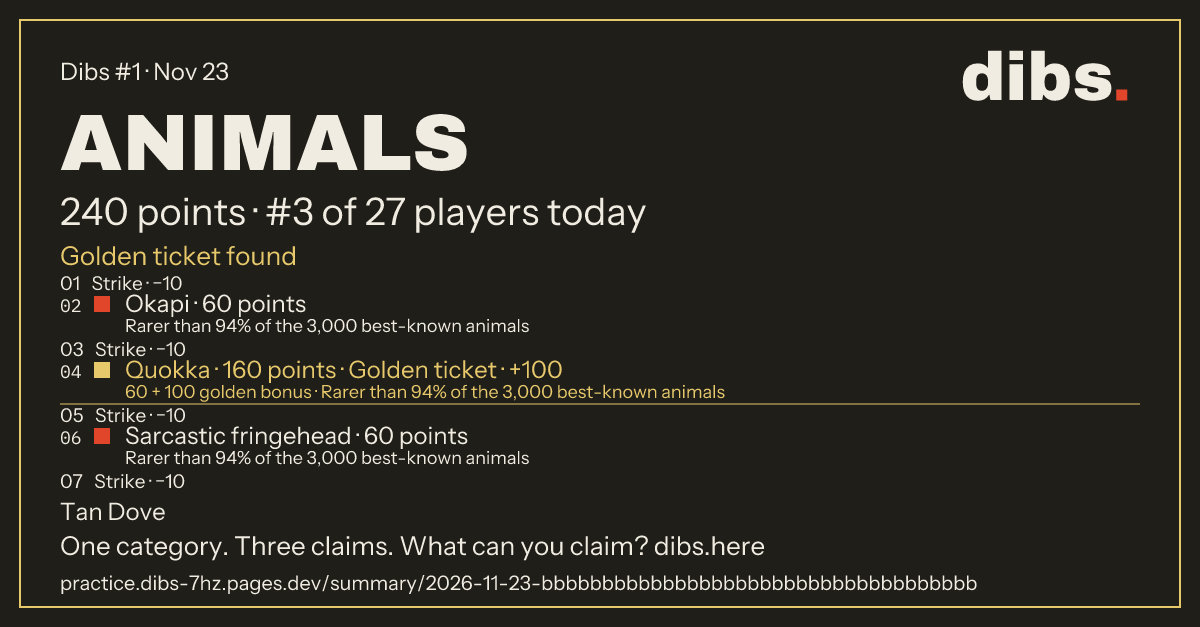 Dibs #1 · Nov 23
dibs.
ANIMALS
240 points · #3 of 27 players today
Golden ticket found
01 Strike · −10
02 Okapi · 60 points
Rarer than 94% of the 3,000 best-known animals
03 Strike · −10
04 Quokka · 160 points · Golden ticket · +100
60 + 100 golden bonus · Rarer than 94% of the 3,000 best-known animals
05 Strike · −10
06 Sarcastic fringehead · 60 points
Rarer than 94% of the 3,000 best-known animals
07 Strike · −10
Tan Dove
One category. Three claims. What can you claim? dibs.here
practice.dibs-7hz.pages.dev/summary/2026-11-23-bbbbbbbbbbbbbbbbbbbbbbbbbbbbbbbbbbbb